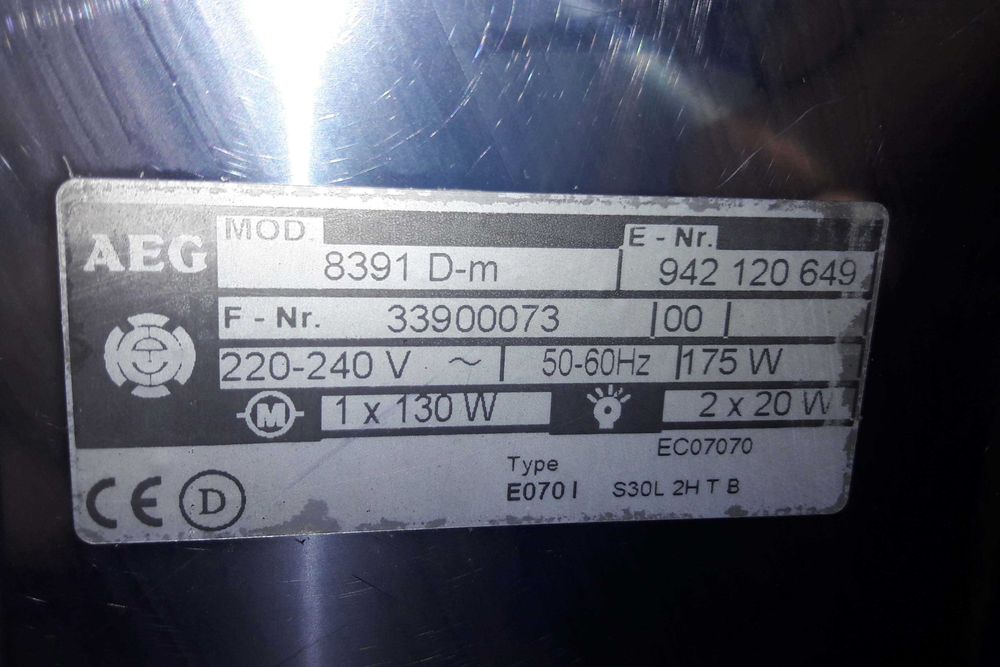 AEG
MOD. E - Nr.
8391 D-m 942 120 649
F - Nr. 33900073 |00 |
220-240 V ~ | 50-60Hz |175 W
M 1 x 130 W 2 x 20 W
EC07070
Type
E070 I S30L 2H T B
CE D